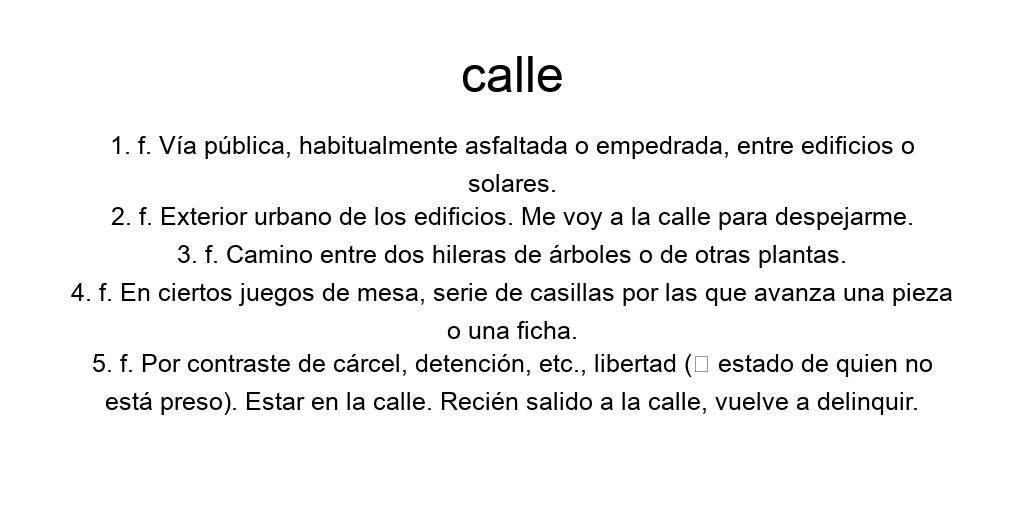 calle
1. f. Vía pública, habitualmente asfaltada o empedrada, entre edificios o
solares.
2. f. Exterior urbano de los edificios. Me voy a la calle para despejarme.
3. f. Camino entre dos hileras de árboles o de otras plantas.
4. f. En ciertos juegos de mesa, serie de casillas por las que avanza una pieza
o una ficha.
5. f. Por contraste de cárcel, detención, etc., libertad (▯ estado de quien no
está preso). Estar en la calle. Recién salido a la calle, vuelve a delinquir.